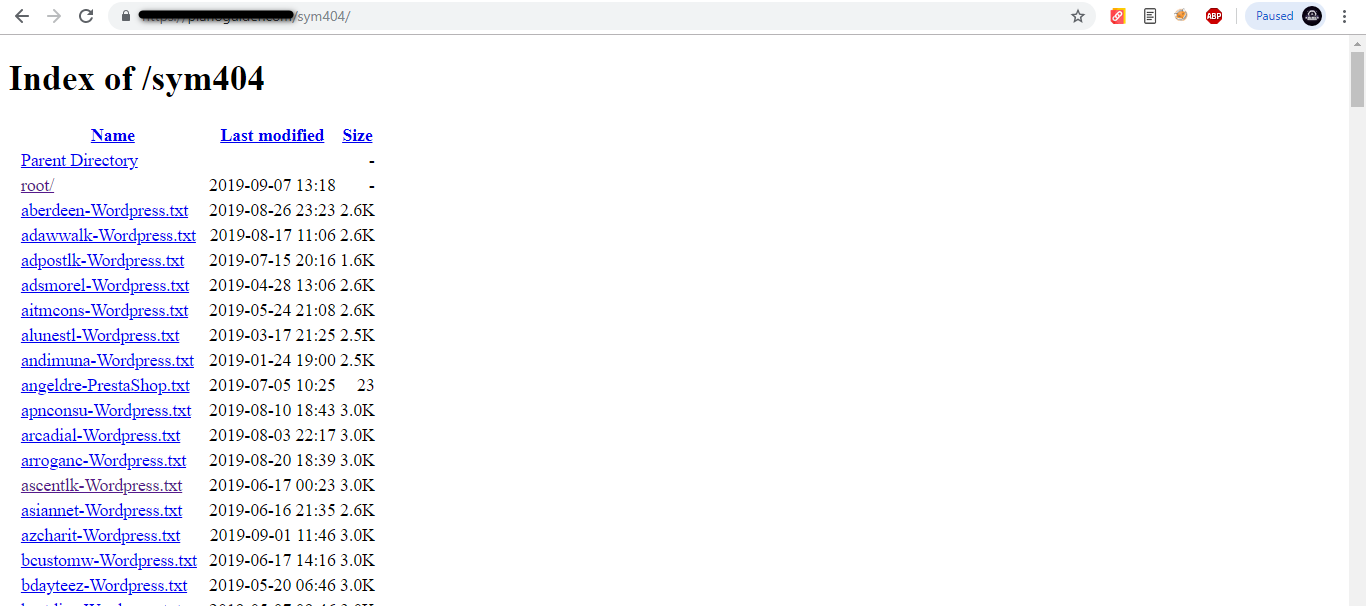 /sym404/
ABP
Paused
Index of /sym404
Name Last modified Size
Parent Directory -
root/ 2019-09-07 13:18 -
aberdeen-Wordpress.txt 2019-08-26 23:23 2.6K
adawwalk-Wordpress.txt 2019-08-17 11:06 2.6K
adpostlk-Wordpress.txt 2019-07-15 20:16 1.6K
adsmorel-Wordpress.txt 2019-04-28 13:06 2.6K
aitmcons-Wordpress.txt 2019-05-24 21:08 2.6K
alunestl-Wordpress.txt 2019-03-17 21:25 2.5K
andimuna-Wordpress.txt 2019-01-24 19:00 2.5K
angeldre-PrestaShop.txt 2019-07-05 10:25 23
apnconsu-Wordpress.txt 2019-08-10 18:43 3.0K
arcadial-Wordpress.txt 2019-08-03 22:17 3.0K
arroganc-Wordpress.txt 2019-08-20 18:39 3.0K
ascentlk-Wordpress.txt 2019-06-17 00:23 3.0K
asiannet-Wordpress.txt 2019-06-16 21:35 2.6K
azcharit-Wordpress.txt 2019-09-01 11:46 3.0K
bcustomw-Wordpress.txt 2019-06-17 14:16 3.0K
bdayteez-Wordpress.txt 2019-05-20 06:46 3.0K